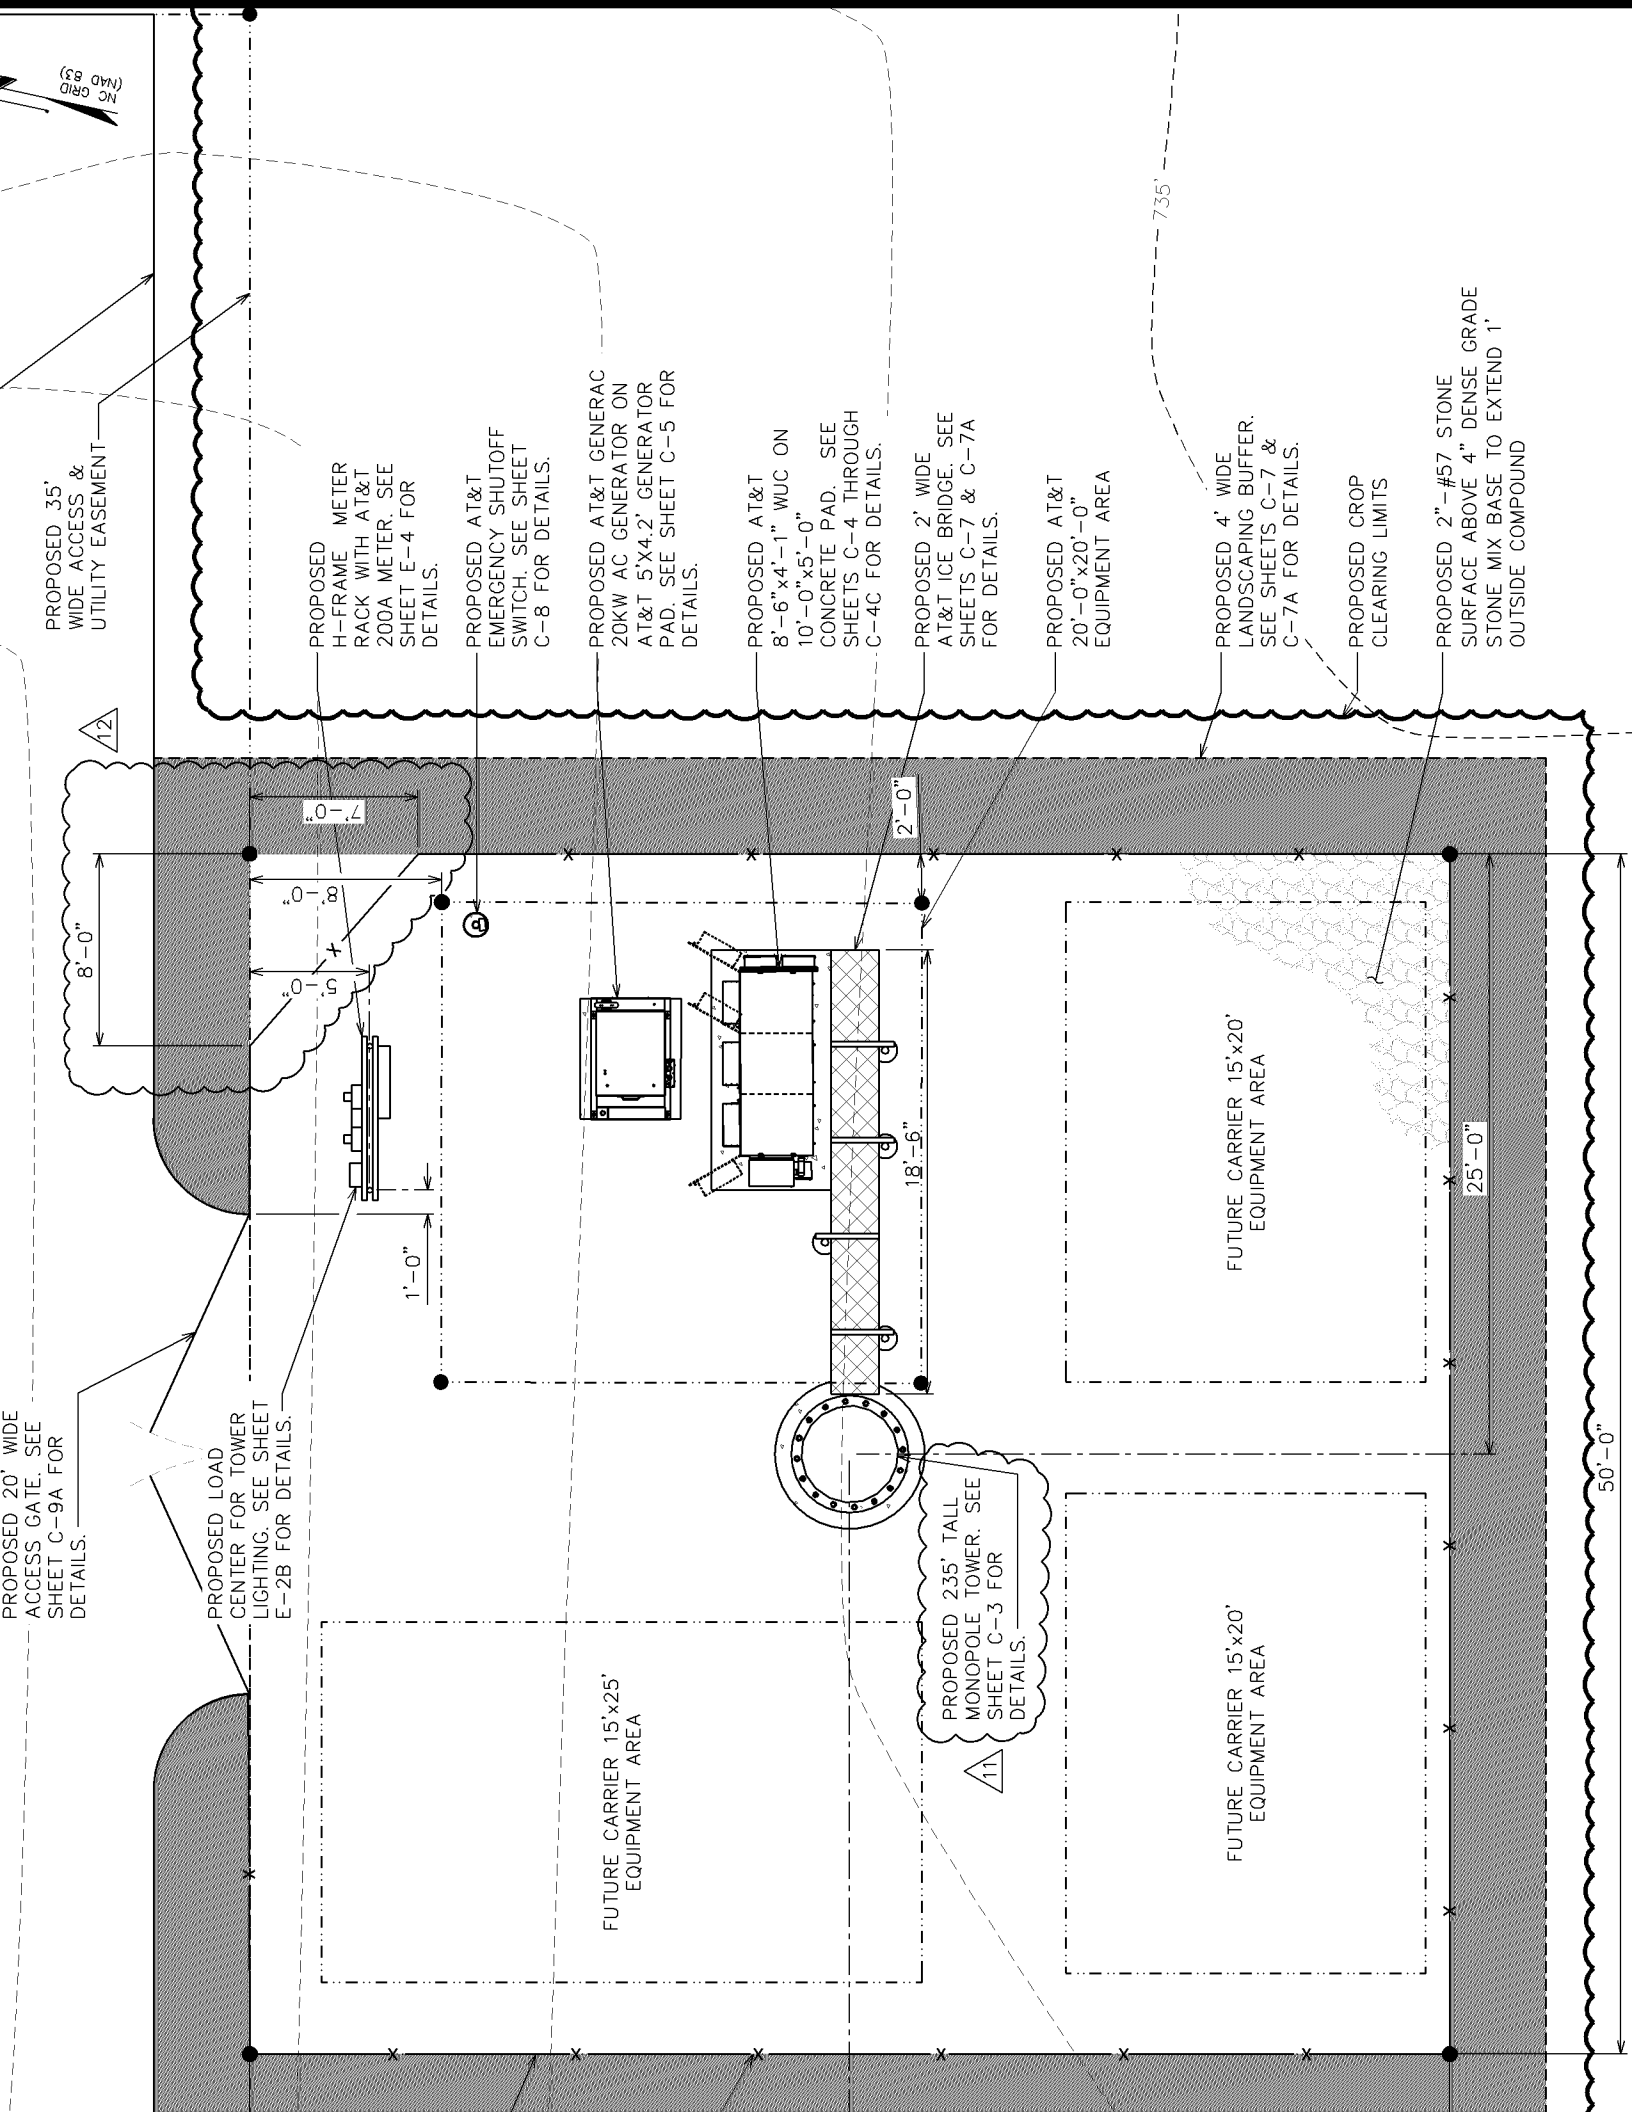 NC GRID
(NAD 83)
PROPOSED 35'
WIDE ACCESS &
UTILITY EASEMENT
12
PROPOSED
H-FRAME METER
RACK WITH AT&T
200A METER. SEE
SHEET E-4 FOR
DETAILS.
PROPOSED AT&T
EMERGENCY SHUTOFF
SWITCH. SEE SHEET
C-8 FOR DETAILS.
PROPOSED AT&T GENERAC
20KW AC GENERATOR ON
AT&T 5'X4.2' GENERATOR
PAD. SEE SHEET C-5 FOR
DETAILS.
PROPOSED AT&T
8'-6"x4'-1" WUC ON
10'-0"x5'-0"
CONCRETE PAD. SEE
SHEETS C-4 THROUGH
C-4C FOR DETAILS.
PROPOSED 2' WIDE
AT&T ICE BRIDGE. SEE
SHEETS C-7 & C-7A
FOR DETAILS.
PROPOSED AT&T
20'-0"x20'-0"
EQUIPMENT AREA
735'
PROPOSED 4' WIDE
LANDSCAPING BUFFER.
SEE SHEETS C-7 &
C-7A FOR DETAILS.
PROPOSED CROP
CLEARING LIMITS
PROPOSED 2"-#57 STONE
SURFACE ABOVE 4" DENSE GRADE
STONE MIX BASE TO EXTEND 1'
OUTSIDE COMPOUND
8'-0"
7'-0"
8'-0"
5'-0"
2'-0"
1'-0"
18'-6"
25'-0"
50'-0"
PROPOSED 20' WIDE
ACCESS GATE. SEE
SHEET C-9A FOR
DETAILS.
PROPOSED LOAD
CENTER FOR TOWER
LIGHTING. SEE SHEET
E-2B FOR DETAILS.
FUTURE CARRIER 15'x20'
EQUIPMENT AREA
PROPOSED 235' TALL
MONOPOLE TOWER. SEE
SHEET C-3 FOR
DETAILS.
11
FUTURE CARRIER 15'x25'
EQUIPMENT AREA
FUTURE CARRIER 15'x20'
EQUIPMENT AREA